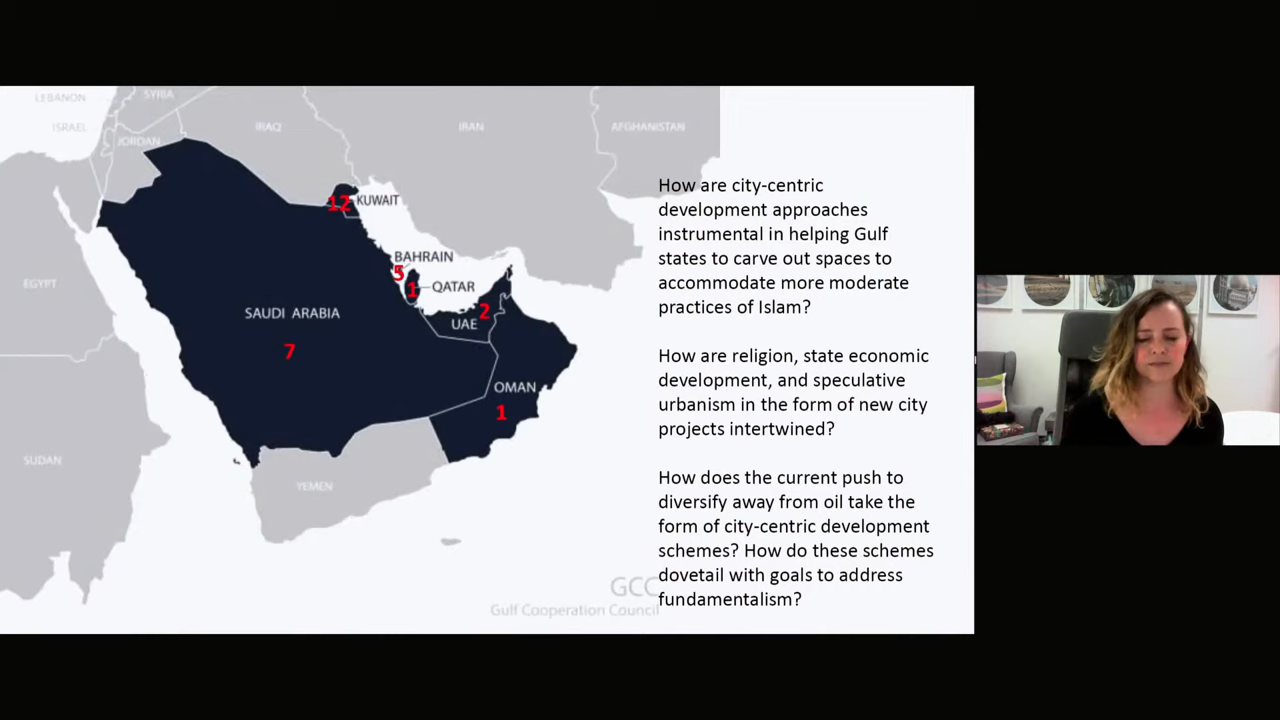 LEBANON
SYRIA
ISRAEL
JORDAN
IRAQ
IRAN
AFGHANISTAN
12
KUWAIT
BAHRAIN
5
1
QATAR
EGYPT
SAUDI ARABIA
7
2
UAE
OMAN
1
SUDAN
YEMEN
GCC
Gulf Cooperation Council
How are city-centric
development approaches
instrumental in helping Gulf
states to carve out spaces to
accommodate more moderate
practices of Islam?
How are religion, state economic
development, and speculative
urbanism in the form of new city
projects intertwined?
How does the current push to
diversify away from oil take the
form of city-centric development
schemes? How do these schemes
dovetail with goals to address
fundamentalism?